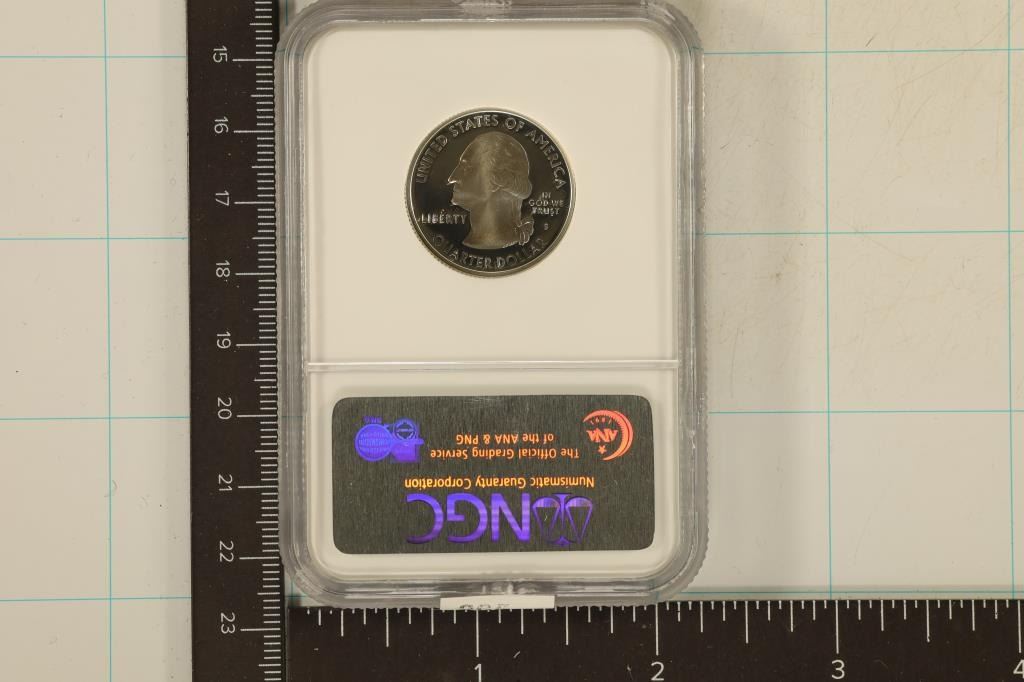 UNITED STATES OF AMERICA
LIBERTY
IN
GOD WE
TRUST
S
QUARTER DOLLAR
NGC
Numismatic Guaranty Corporation
The Official Grading Service
of the ANA & PNG
ANA
15
16
17
18
19
20
21
22
23
1
2
3
4